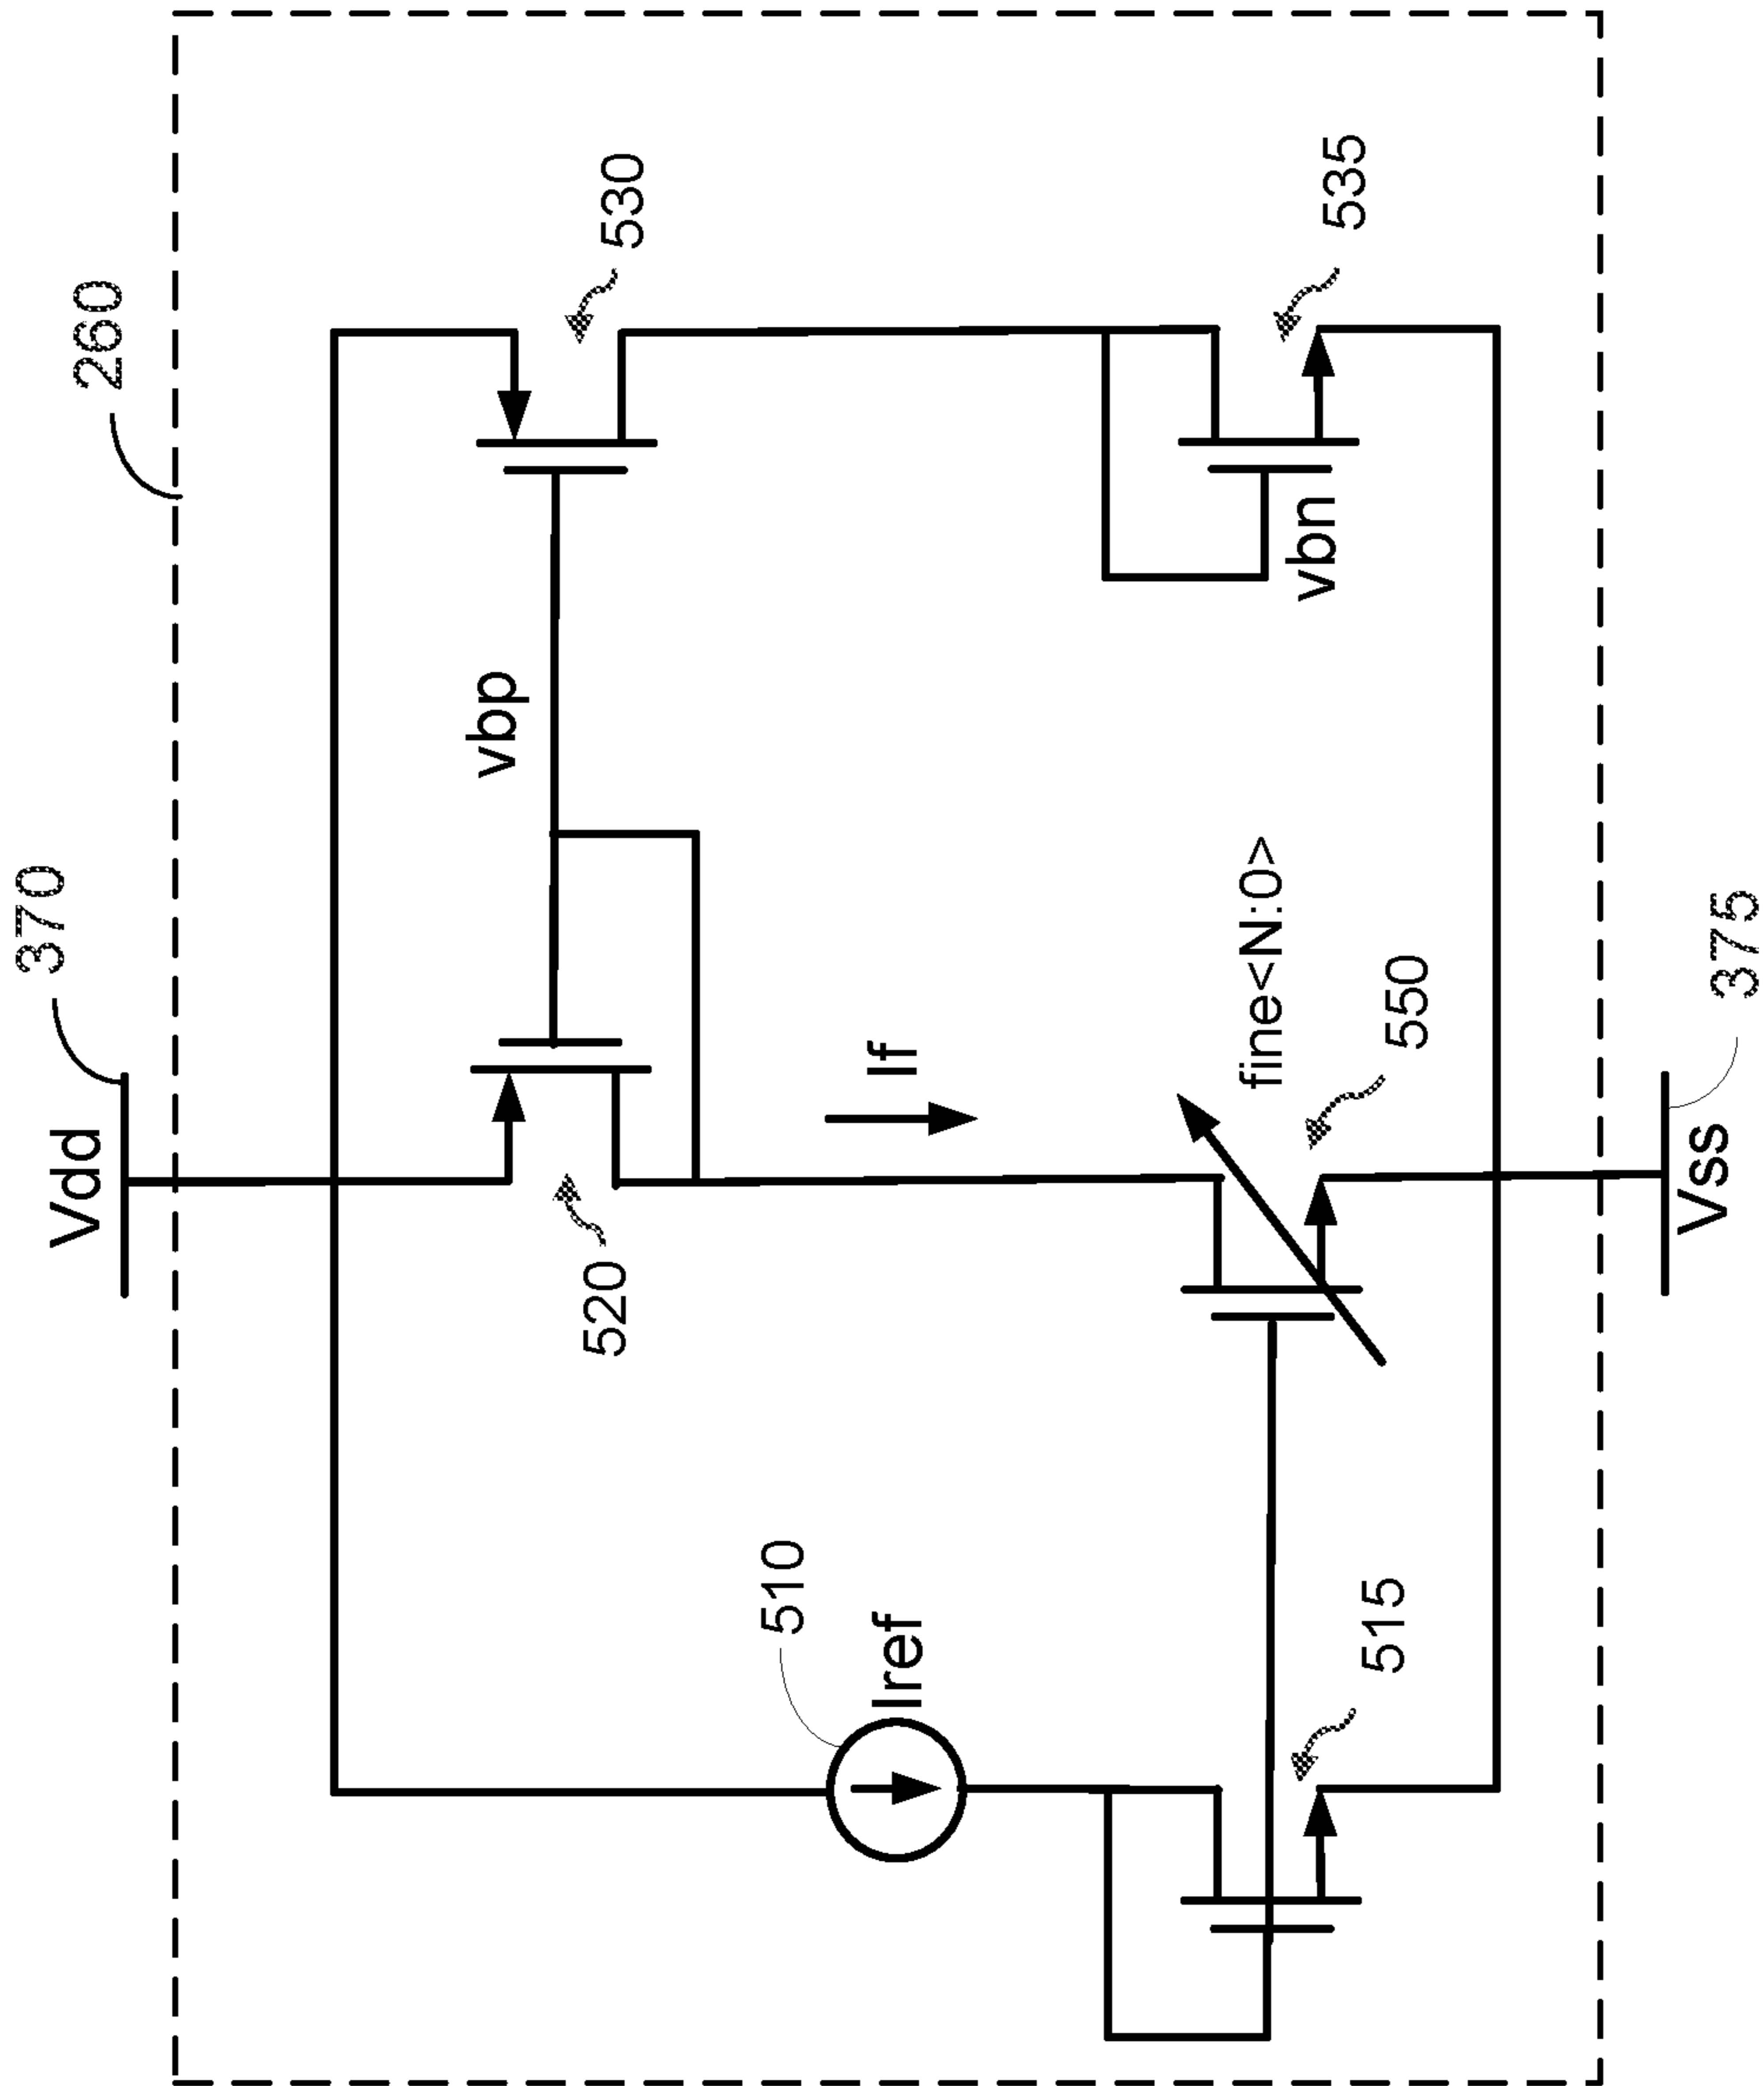 Vdd
370
260
520
vbp
530
510
Iref
If
fine<N:0>
550
515
vbn
535
Vss
375